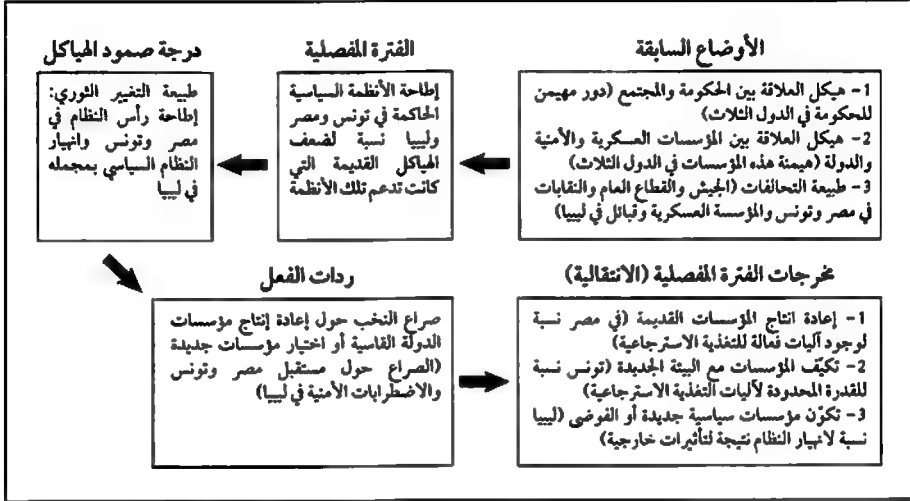 الأوضاع السابقة
1- هيكل العلاقة بين الحكومة والمجتمع (دور مهيمن
للحكومة في الدول الثلاث)
2- هيكل العلاقة بين المؤسسات العسكرية والأمنية
والدولة (هيمنة هذه المؤسسات في الدول الثلاث)
3- طبيعة التحالفات (الجيش والقطاع العام والنقابات
في مصر وتونس والمؤسسة العسكرية وقبائل في ليبيا)
الفترة المفصلية
إطاحة الأنظمة السياسية
الحاكمة في تونس ومصر
وليبيا نسبة لضعف
الهياكل القديمة التي
كانت تدعم تلك الأنظمة
درجة صمود الهياكل
طبيعة التغيير الثوري:
إطاحة رأس النظام في
مصر وتونس وانهيار
النظام السياسي بمجمله
في ليبيا
ردات الفعل
صراع النخب حول إعادة إنتاج مؤسسات
الدولة القاسية أو اختيار مؤسسات جديدة
(الصراع حول مستقبل مصر وتونس
والاضطرابات الأمنية في ليبيا)
مخرجات الفترة المفصلية (الانتقالية)
1- إعادة انتاج المؤسسات القديمة (في مصر نسبة
لوجود آليات فعالة للتغذية الاسترجاعية)
2- تكيّف المؤسسات مع البيئة الجديدة (تونس نسبة
للقدرة المحدودة لآليات التغذية الاسترجاعية)
3- تكوّن مؤسسات سياسية جديدة أو الفوضى (ليبيا
نسبة لانهيار النظام نتيجة لتأثيرات خارجية)